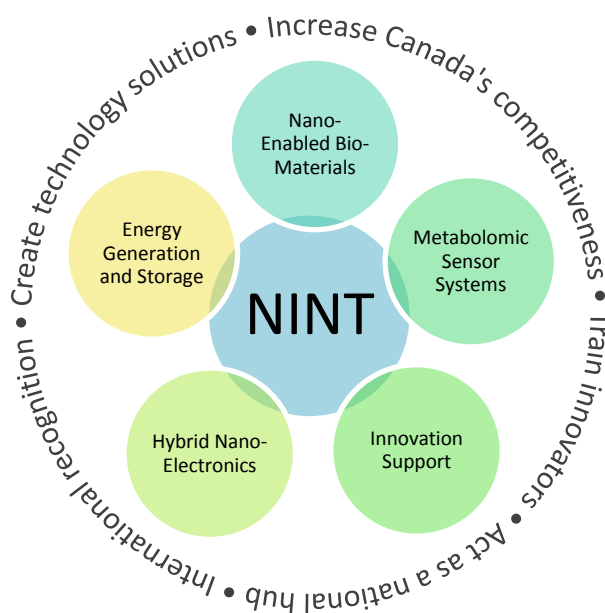 Create technology solutions • Increase Canada's competitiveness • Train innovators • Act as a national hub • International recognition •
Nano-
Enabled Bio-
Materials
Metabolomic
Sensor
Systems
Innovation
Support
Hybrid Nano-
Electronics
Energy
Generation
and Storage
NINT